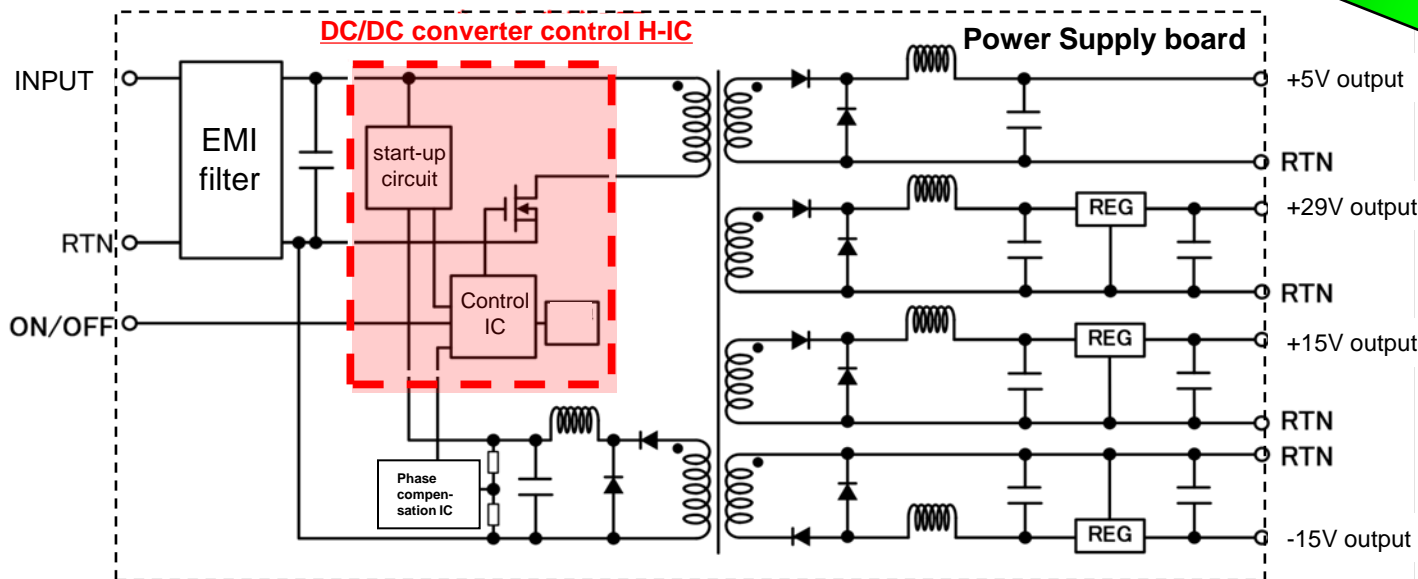 DC/DC converter control H-IC
Power Supply board
INPUT
EMI
filter
start-up
circuit
+5V output
RTN
REG
+29V output
RTN
RTN
Control
IC
ON/OFF
REG
+15V output
RTN
RTN
Phase
compen-
sation IC
REG
-15V output